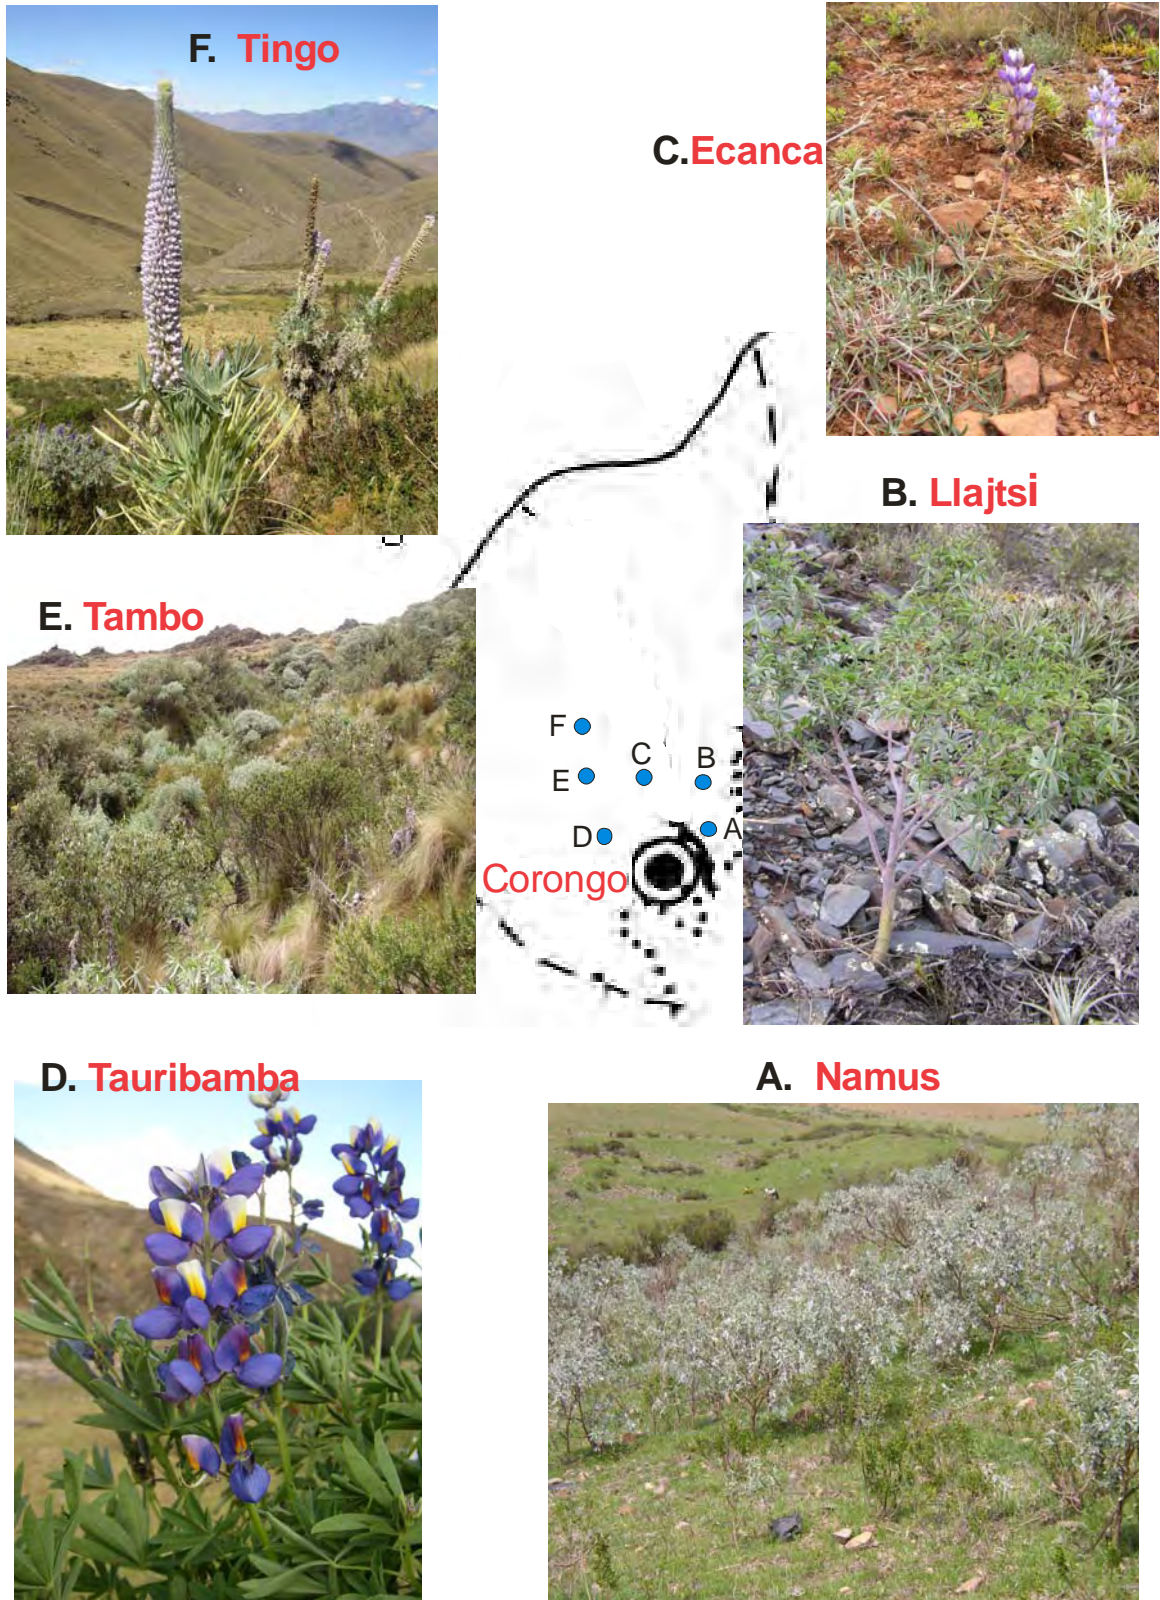 F. Tingo
C.Ecanca
B. Llajtsi
E. Tambo
F
C
B
E
D
A
Corongo
D. Tauribamba
A. Namus